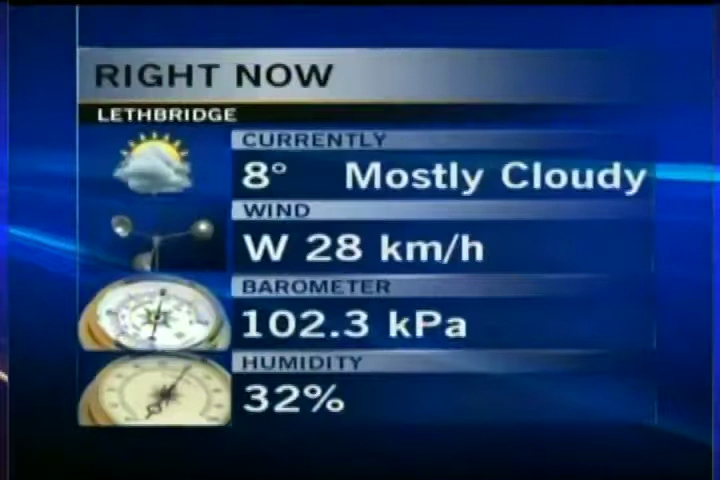 RIGHT NOW
LETHBRIDGE
CURRENTLY
8° Mostly Cloudy
WIND
W 28 km/h
BAROMETER
102.3 kPa
HUMIDITY
32%